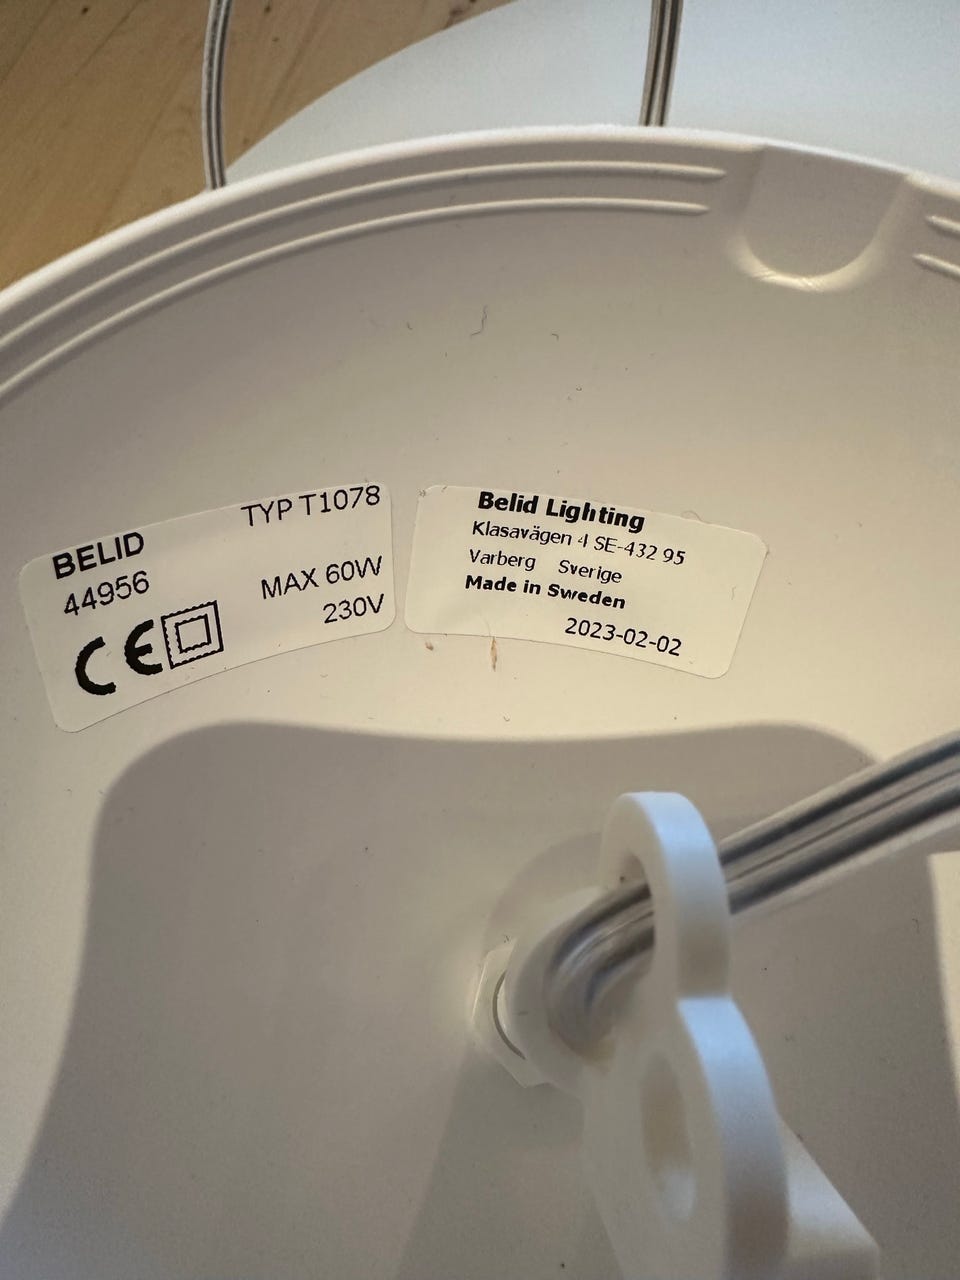 BELID
TYP T1078
44956
MAX 60W
230V
CE
Belid Lighting
Klasavägen 4 SE-432 95
Varberg Sverige
Made in Sweden
2023-02-02